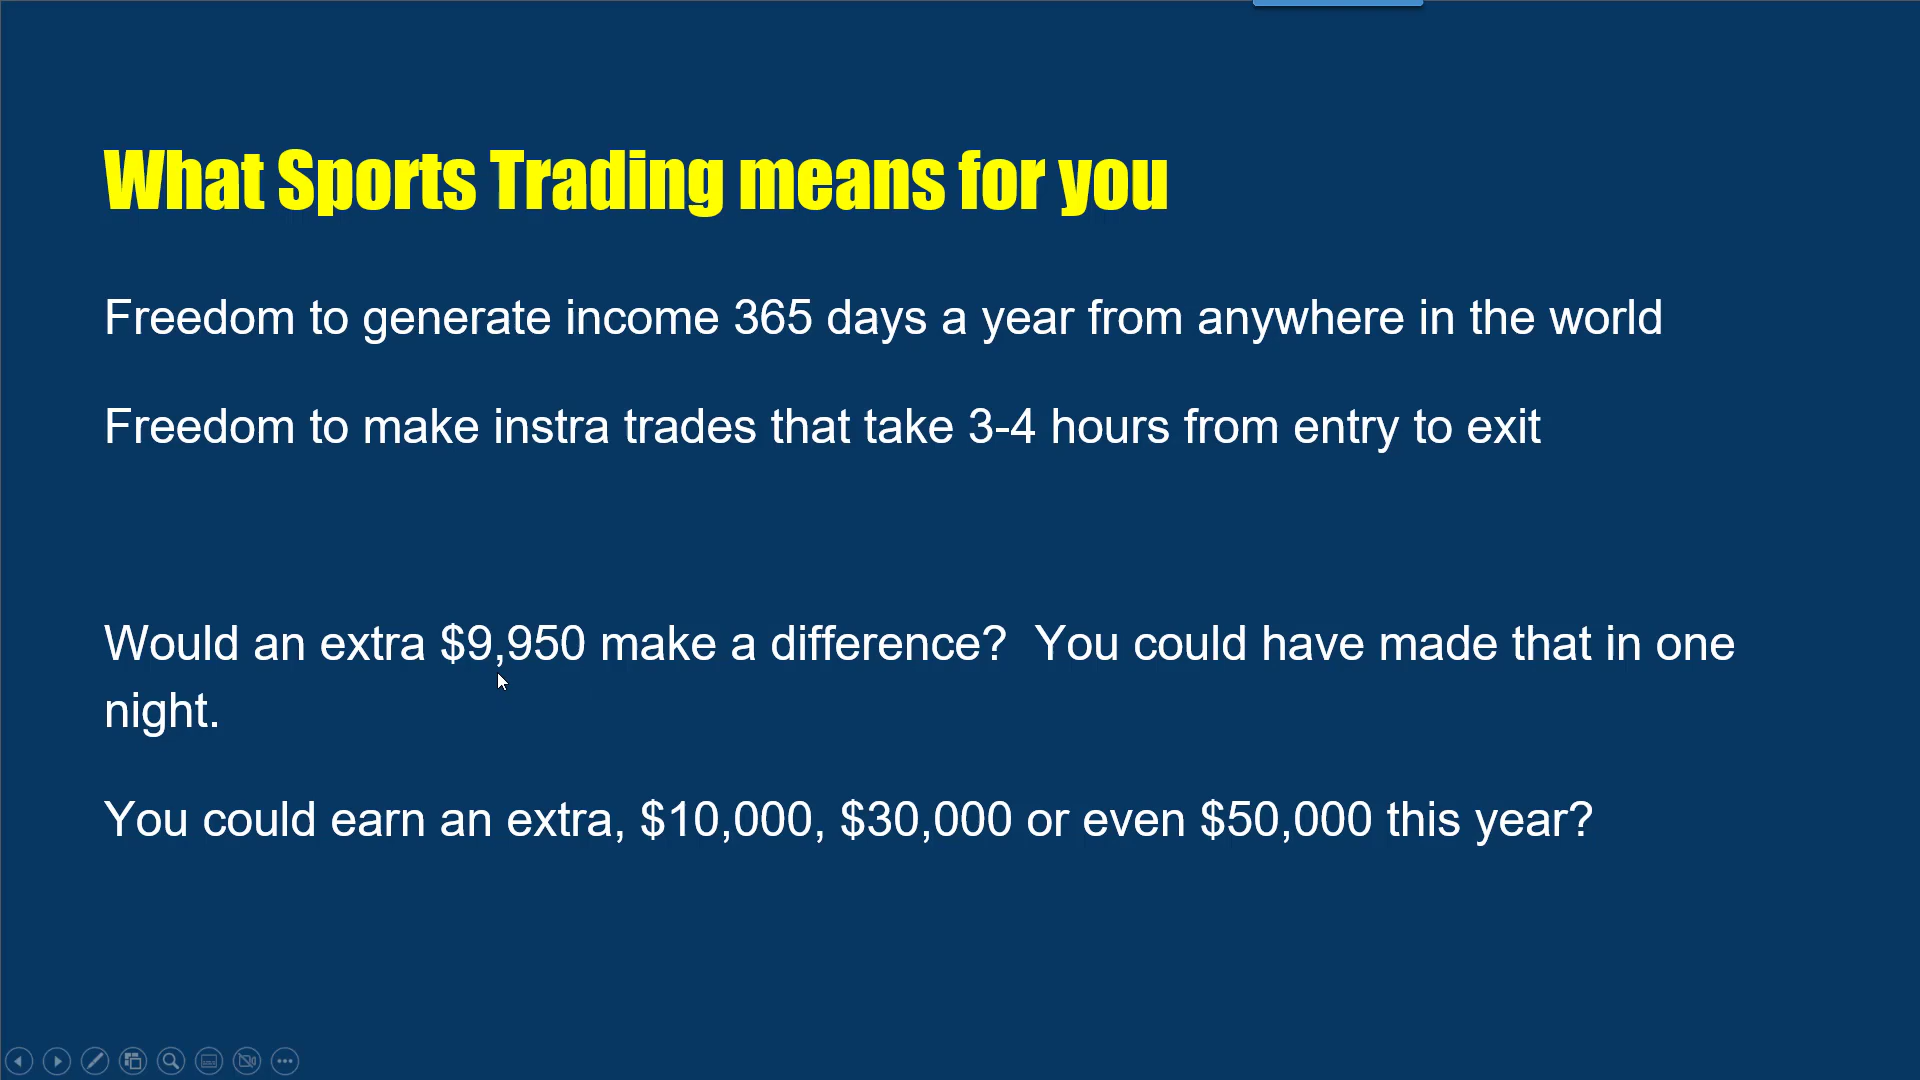 What Sports Trading means for you
Freedom to generate income 365 days a year from anywhere in the world
Freedom to make instra trades that take 3-4 hours from entry to exit
Would an extra $9,950 make a difference?  You could have made that in one
night.
You could earn an extra, $10,000, $30,000 or even $50,000 this year?